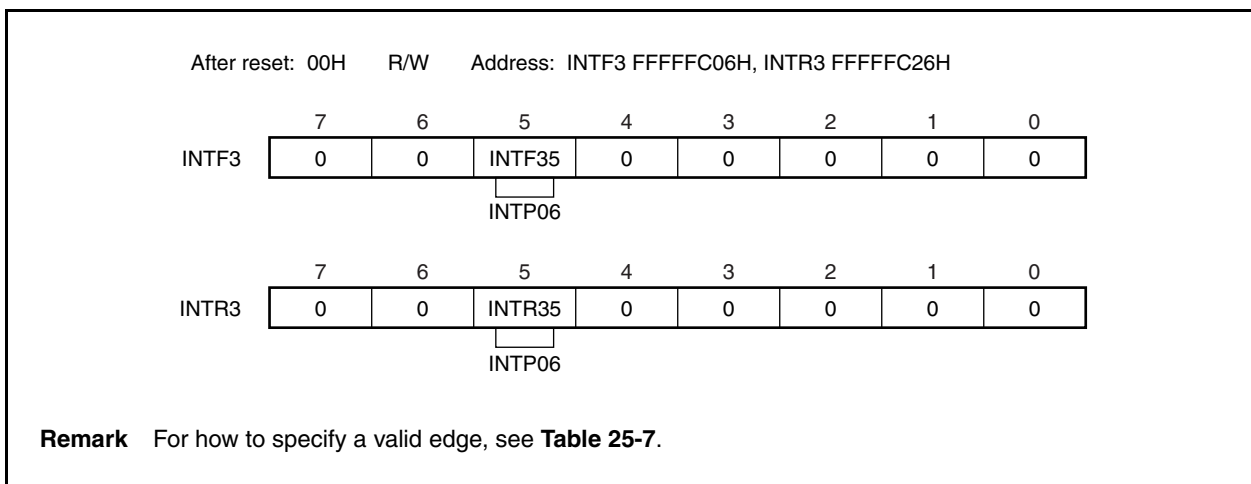 After reset: 00H R/W Address: INTF3 FFFFFC06H, INTR3 FFFFFC26H
7 6 5 4 3 2 1 0
INTF3 0 0 INTF35 0 0 0 0 0
INTP06
7 6 5 4 3 2 1 0
INTR3 0 0 INTR35 0 0 0 0 0
INTP06
Remark For how to specify a valid edge, see Table 25-7.